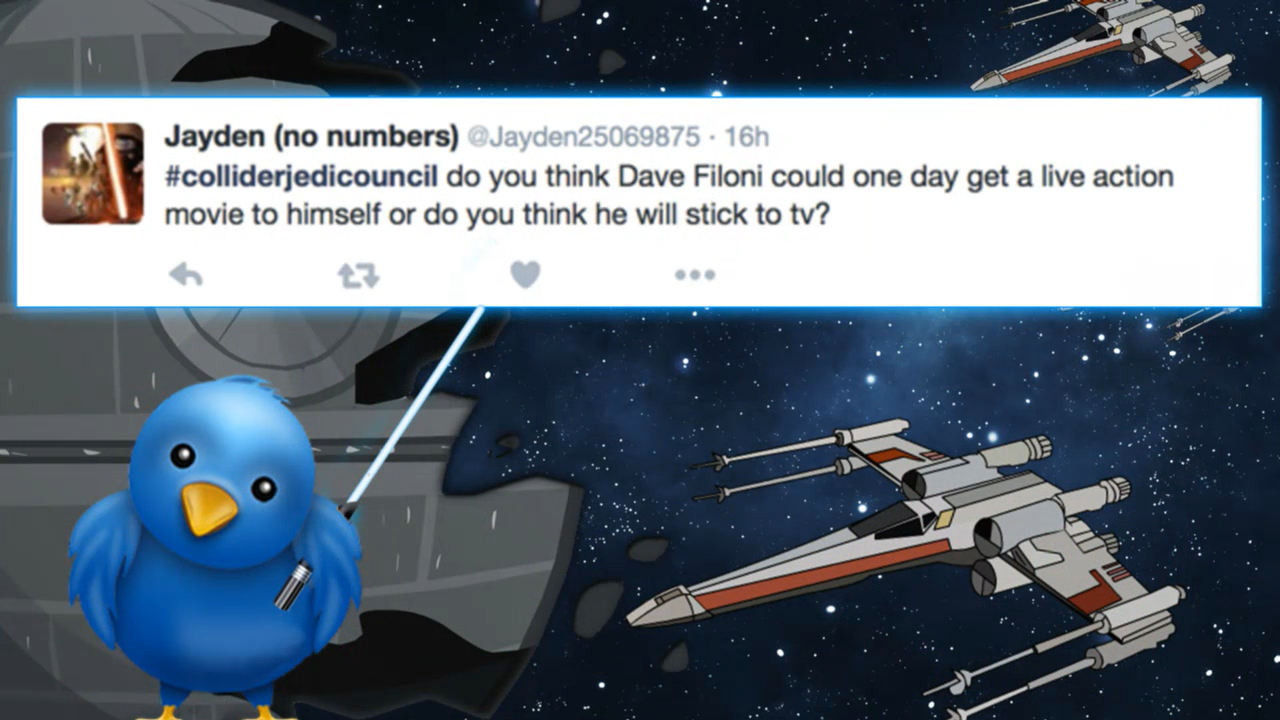 Jayden (no numbers) @Jayden25069875 · 16h
#colliderjedicouncil do you think Dave Filoni could one day get a live action
movie to himself or do you think he will stick to tv?